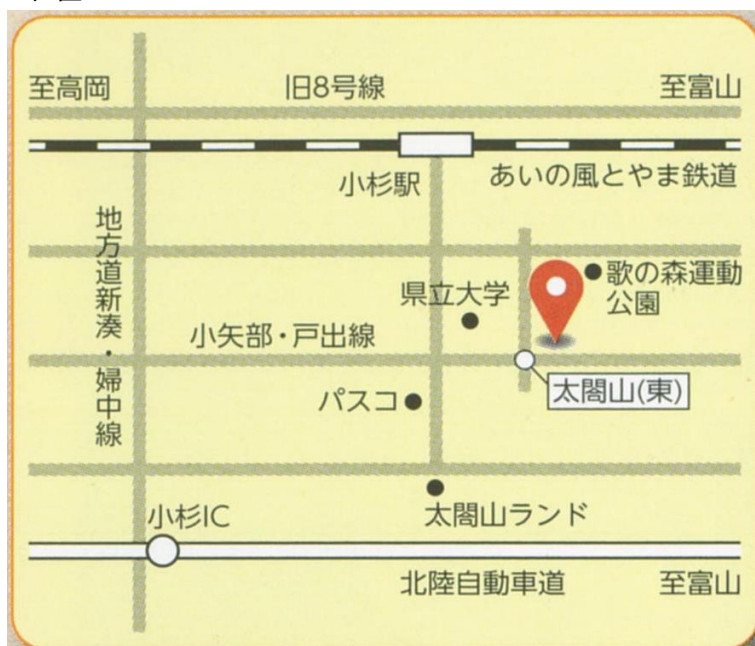 至高岡
旧8号線
至富山
小杉駅
あいの風とやま鉄道
地方道新湊・婦中線
県立大学
歌の森運動
公園
小矢部・戸出線
太閤山(東)
パスコ
小杉IC
太閤山ランド
北陸自動車道
至富山